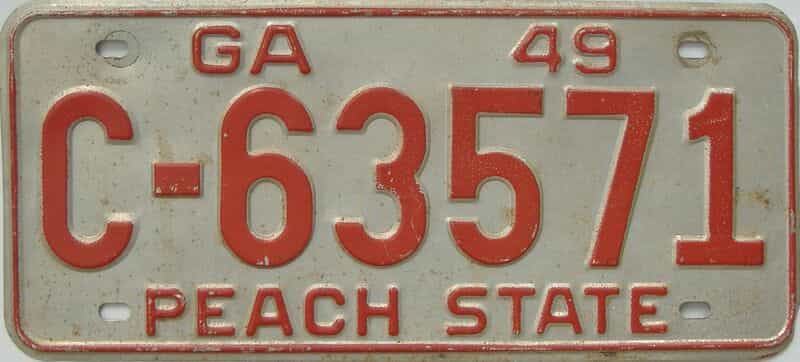 GA 49
C-63571
PEACH STATE